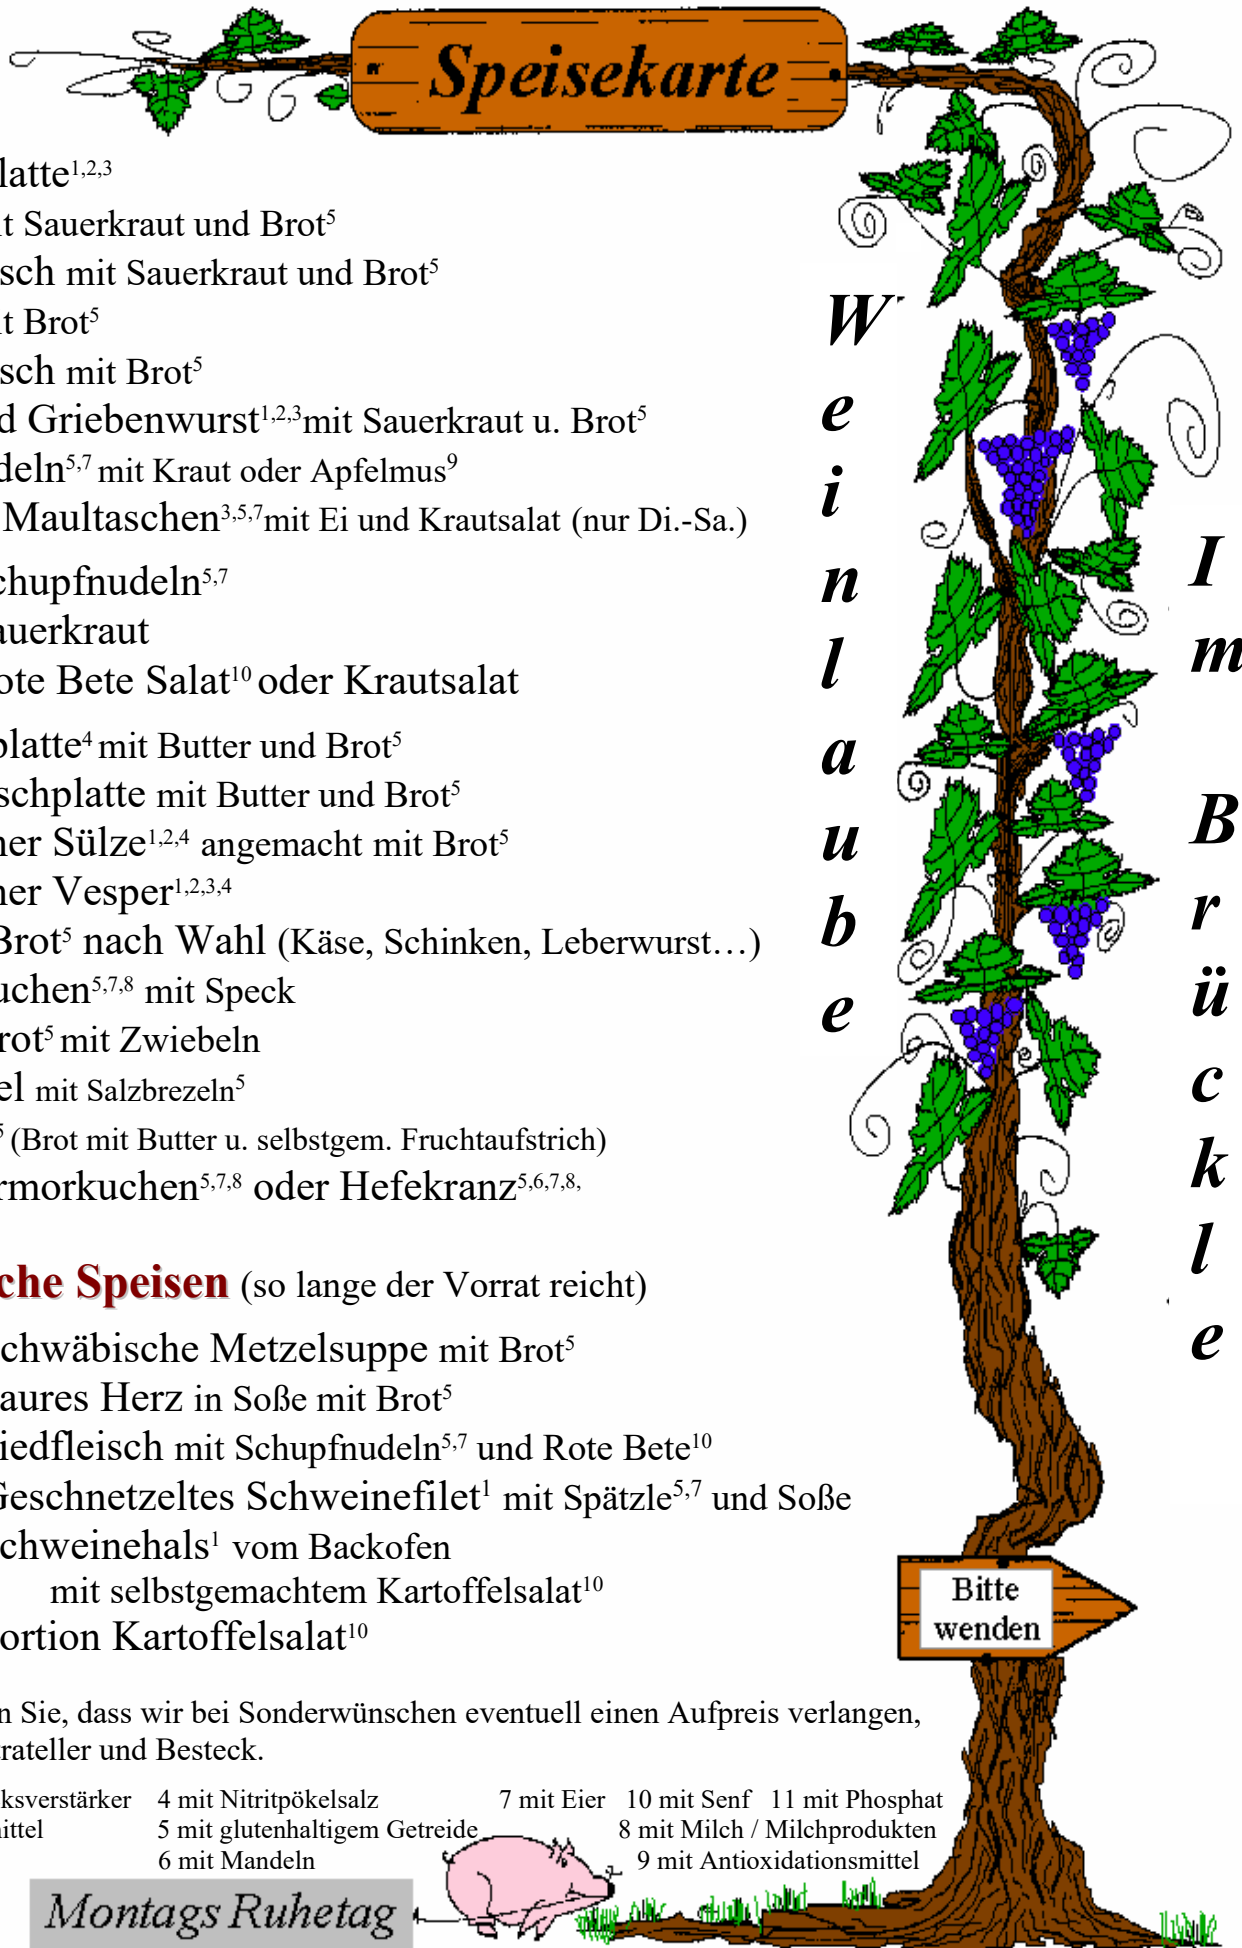 Speisekarte
latte1,2,3
it Sauerkraut und Brot5
isch mit Sauerkraut und Brot5
it Brot5
isch mit Brot5
d Griebenwurst1,2,3mit Sauerkraut u. Brot5
deln5,7 mit Kraut oder Apfelmus9
Maultaschen3,5,7mit Ei und Krautsalat (nur Di.-Sa.)
chupfnudeln5,7
auerkraut
ote Bete Salat10 oder Krautsalat
platte4 mit Butter und Brot5
schplatte mit Butter und Brot5
ner Sülze1,2,4 angemacht mit Brot5
ner Vesper1,2,3,4
Brot5 nach Wahl (Käse, Schinken, Leberwurst…)
uchen5,7,8 mit Speck
rot5 mit Zwiebeln
el mit Salzbrezeln5
5 (Brot mit Butter u. selbstgem. Fruchtaufstrich)
rmorkuchen5,7,8 oder Hefekranz5,6,7,8,
che Speisen (so lange der Vorrat reicht)
chwäbische Metzelsuppe mit Brot5
aures Herz in Soße mit Brot5
iedfleisch mit Schupfnudeln5,7 und Rote Bete10
Geschnetzeltes Schweinefilet1 mit Spätzle5,7 und Soße
chweinehals1 vom Backofen
mit selbstgemachtem Kartoffelsalat10
ortion Kartoffelsalat10
n Sie, dass wir bei Sonderwünschen eventuell einen Aufpreis verlangen,
trateller und Besteck.
ksverstärker 4 mit Nitritpökelsalz 7 mit Eier 10 mit Senf 11 mit Phosphat
ittel 5 mit glutenhaltigem Getreide 8 mit Milch / Milchprodukten
6 mit Mandeln 9 mit Antioxidationsmittel
Montags Ruhetag
Weinlaube
Im Brückle
Bitte
wenden